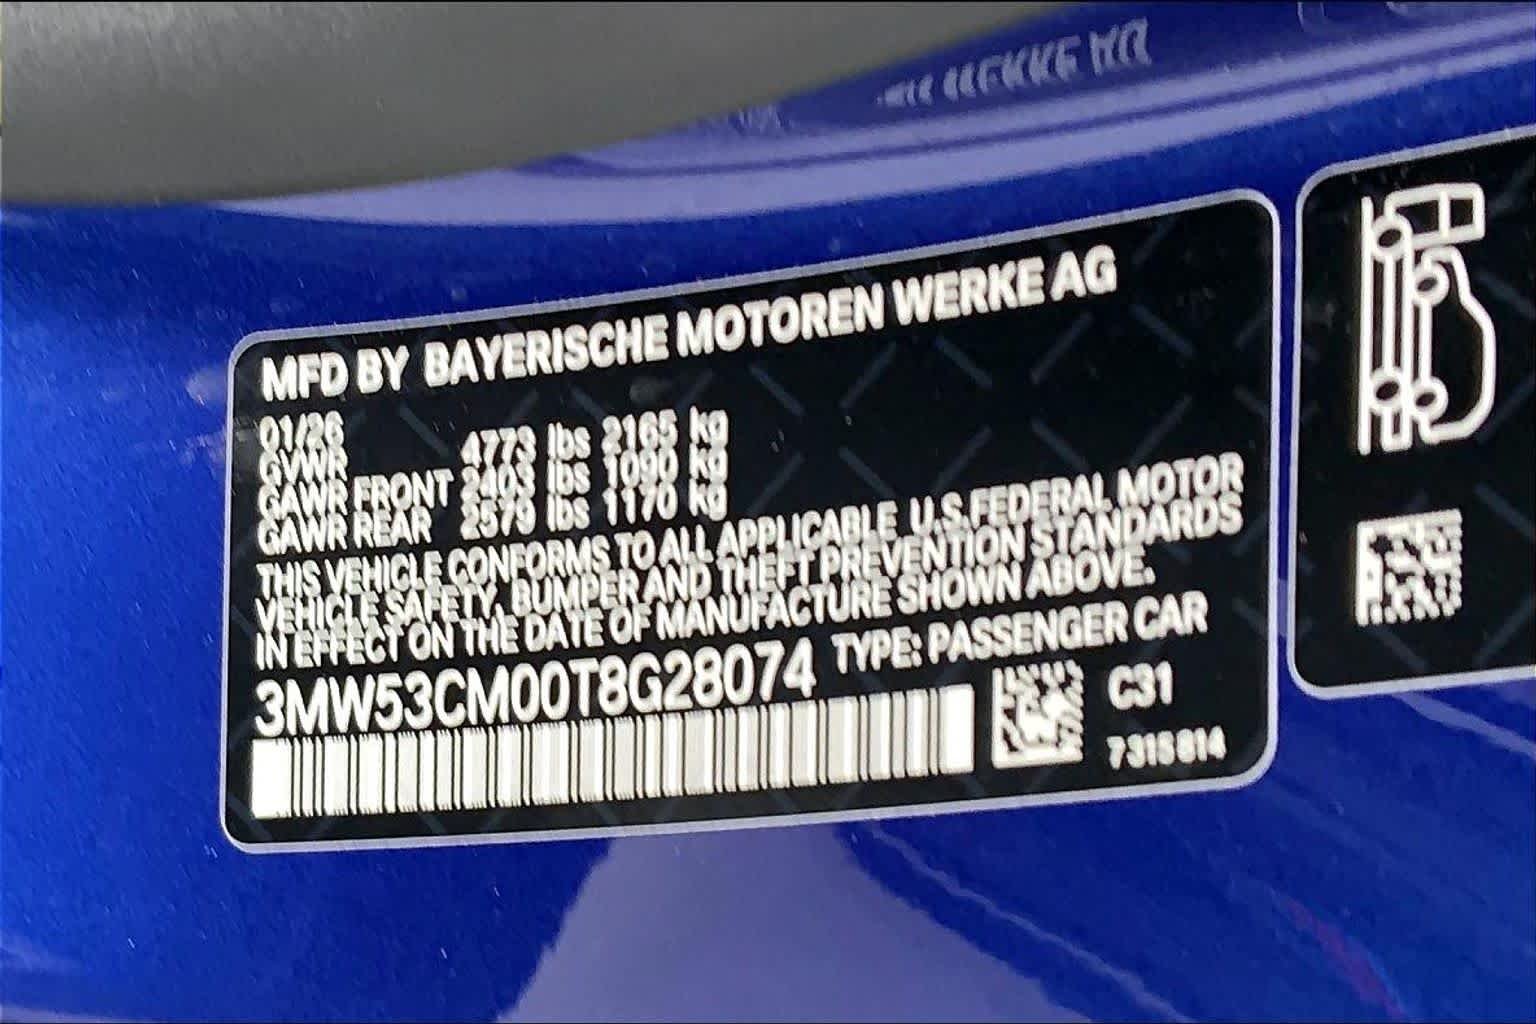 MFD BY BAYERISCHE MOTOREN WERKE AG
01/26
GVWR 4773 lbs 2165 kg
GAWR FRONT 2403 lbs 1090 kg
GAWR REAR 2579 lbs 1170 kg
THIS VEHICLE CONFORMS TO ALL APPLICABLE U.S.FEDERAL MOTOR
VEHICLE SAFETY, BUMPER AND THEFT PREVENTION STANDARDS
IN EFFECT ON THE DATE OF MANUFACTURE SHOWN ABOVE.
3MW53CM00T8G28074 TYPE: PASSENGER CAR
C31
7315814